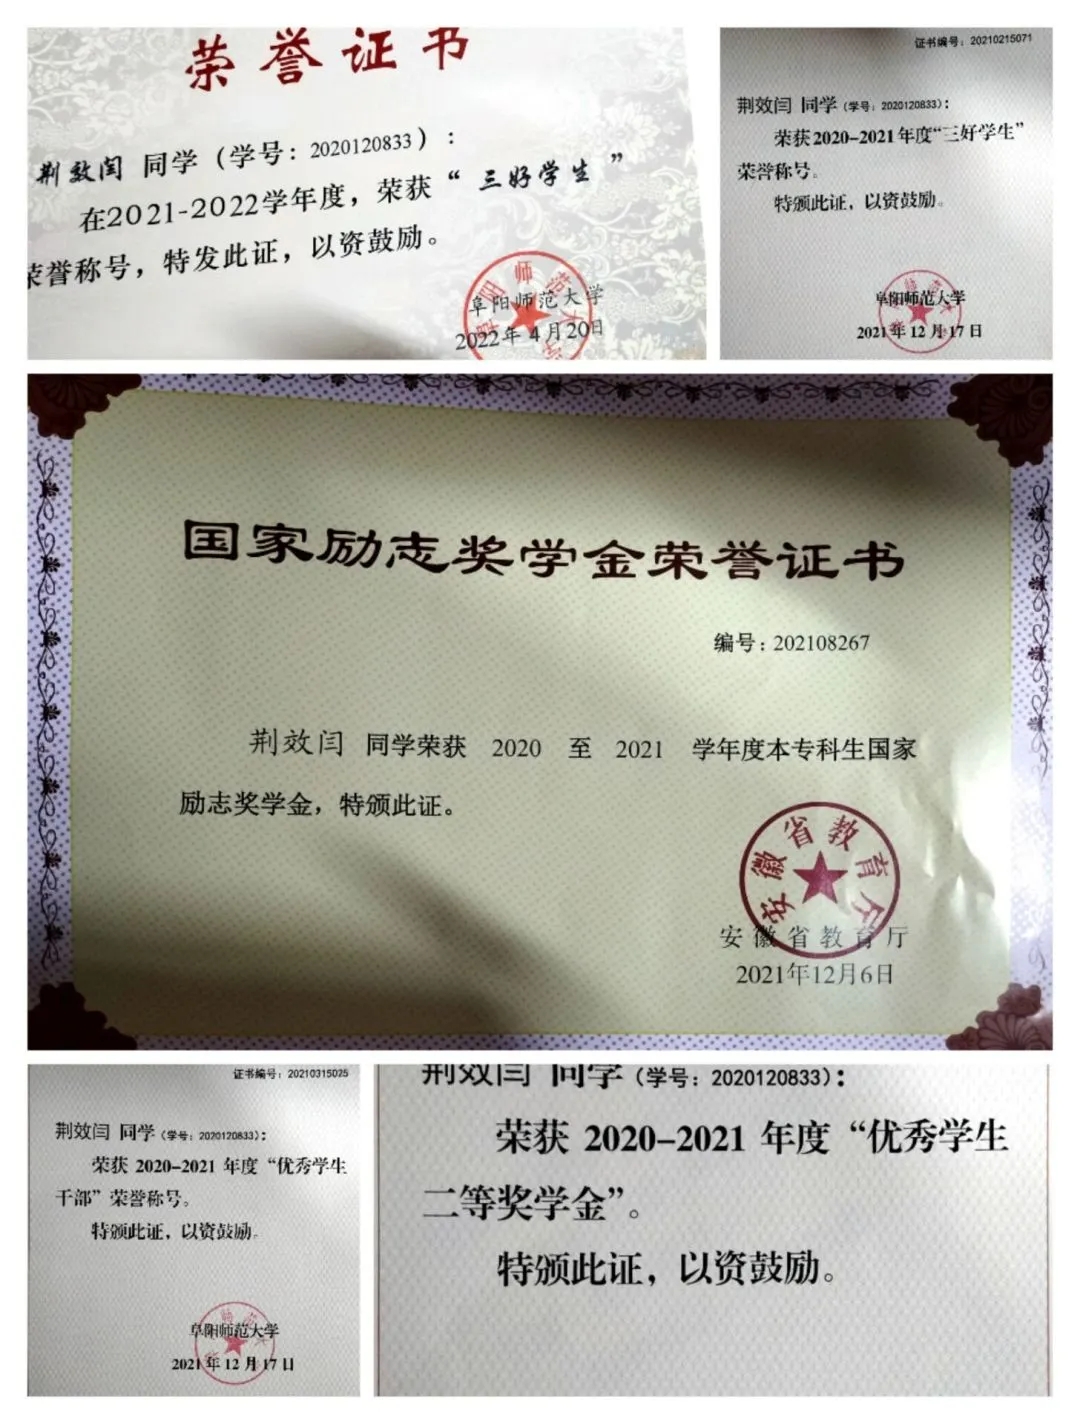 荣誉证书
荆效闫 同学（学号：2020120833）：
在2021-2022学年度，荣获“三好学生”
荣誉称号，特发此证，以资鼓励。
阜阳师范大学
2022年4月20日
证书编号：20210215071
荆效闫 同学（学号：2020120833）：
荣获2020-2021年度“三好学生”
荣誉称号。
特颁此证，以资鼓励。
阜阳师范大学
2021年12月17日
国家励志奖学金荣誉证书
编号：202108267
荆效闫 同学荣获 2020 至 2021 学年度本专科生国家
励志奖学金，特颁此证。
安徽省教育厅
安徽省教育厅
2021年12月6日
证书编号：20210315025
荆效闫 同学（学号：2020120833）：
荣获 2020-2021 年度“优秀学生
干部”荣誉称号。
特颁此证，以资鼓励。
阜阳师范大学
2021年12月17日
荆效闫 同学（学号：2020120833）：
荣获 2020-2021 年度“优秀学生
二等奖学金”。
特颁此证，以资鼓励。